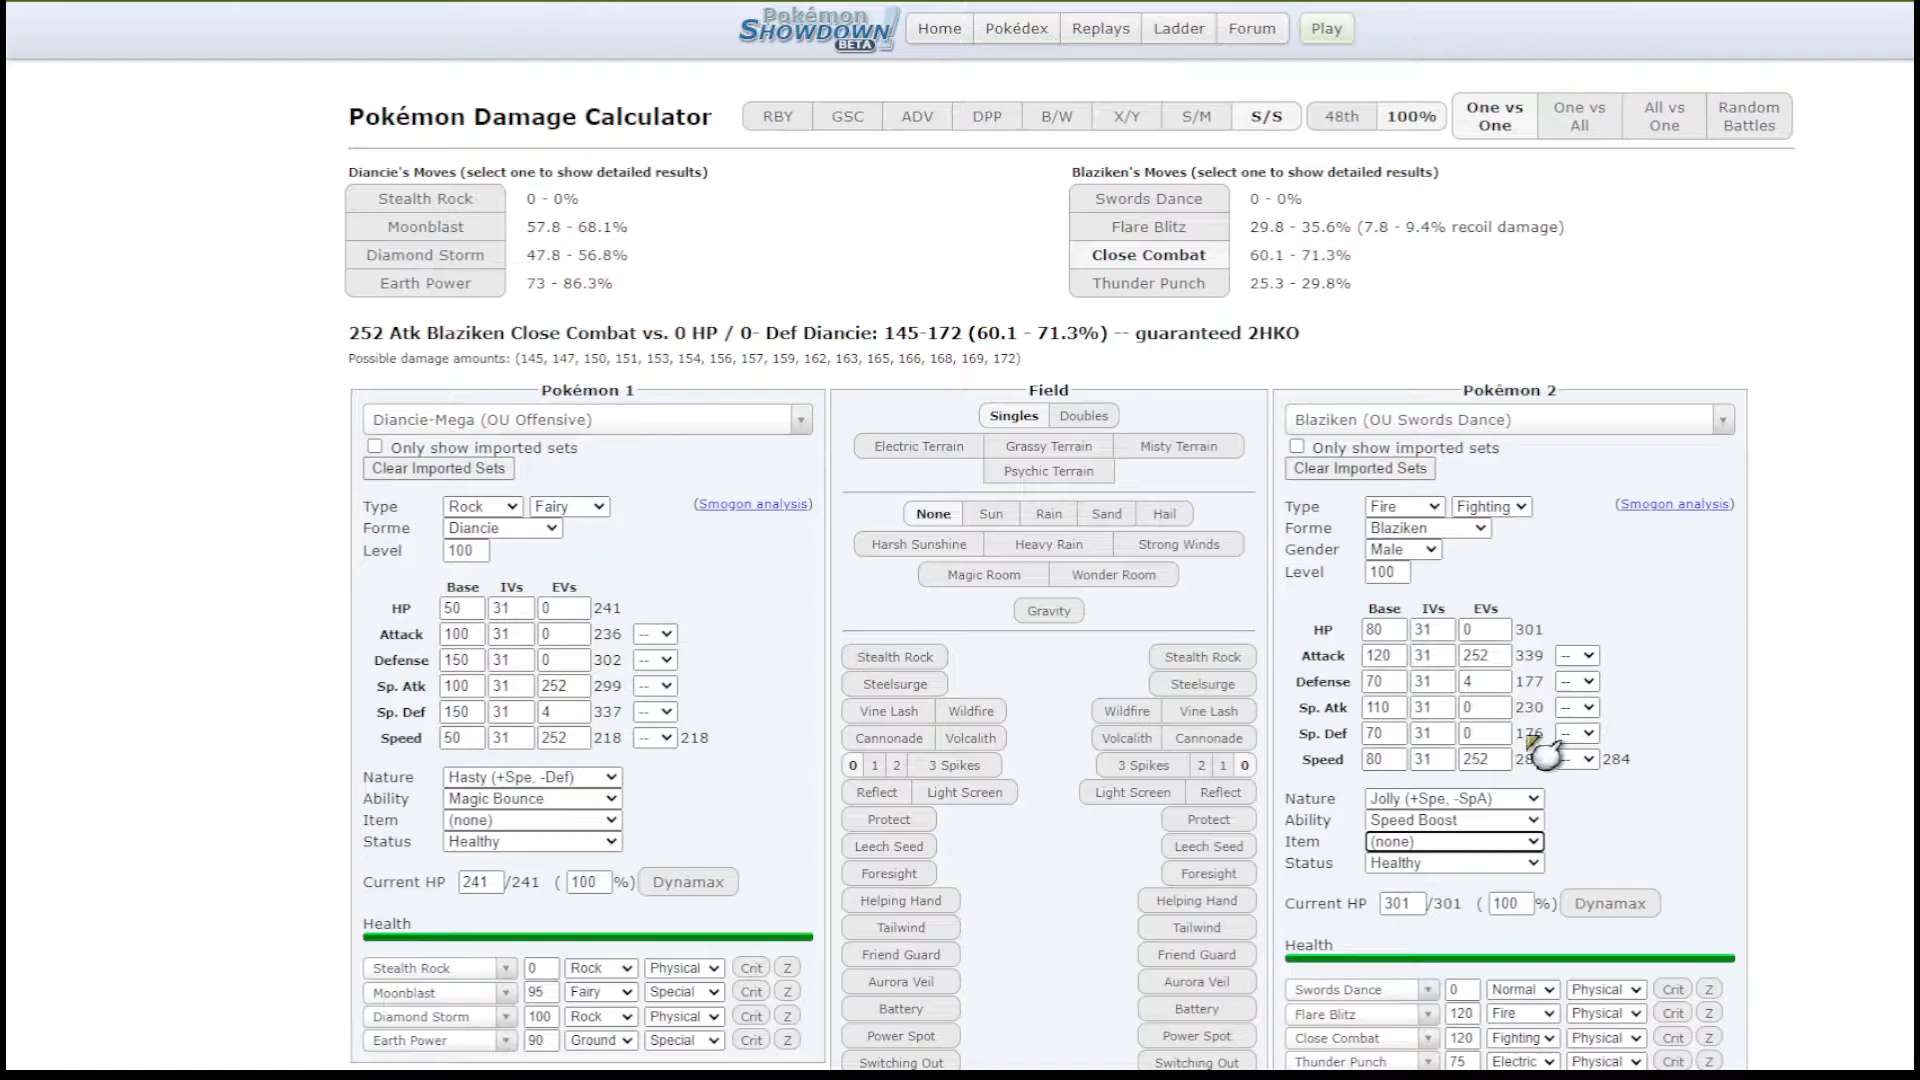 Pokémon
SHOWDOWN
BETA
Home Pokédex Replays Ladder Forum Play
Pokémon Damage Calculator
RBY GSC ADV DPP B/W X/Y S/M S/S 48th 100%
One vs One One vs All All vs One Random Battles
Diancie's Moves (select one to show detailed results)
Stealth Rock 0 - 0%
Moonblast 57.8 - 68.1%
Diamond Storm 47.8 - 56.8%
Earth Power 73 - 86.3%
Blaziken's Moves (select one to show detailed results)
Swords Dance 0 - 0%
Flare Blitz 29.8 - 35.6% (7.8 - 9.4% recoil damage)
Close Combat 60.1 - 71.3%
Thunder Punch 25.3 - 29.8%
252 Atk Blaziken Close Combat vs. 0 HP / 0- Def Diancie: 145-172 (60.1 - 71.3%) -- guaranteed 2HKO
Possible damage amounts: (145, 147, 150, 151, 153, 154, 156, 157, 159, 162, 163, 165, 166, 168, 169, 172)
Pokémon 1
Diancie-Mega (OU Offensive)
Only show imported sets
Clear Imported Sets
Type Rock Fairy (Smogon analysis)
Forme Diancie
Level 100
Base IVs EVs
HP 50 31 0 241
Attack 100 31 0 236 --
Defense 150 31 0 302 --
Sp. Atk 100 31 252 299 --
Sp. Def 150 31 4 337 --
Speed 50 31 252 218 -- 218
Nature Hasty (+Spe, -Def)
Ability Magic Bounce
Item (none)
Status Healthy
Current HP 241 /241 ( 100 %) Dynamax
Health
Stealth Rock 0 Rock Physical Crit Z
Moonblast 95 Fairy Special Crit Z
Diamond Storm 100 Rock Physical Crit Z
Earth Power 90 Ground Special Crit Z
Field
Singles Doubles
Electric Terrain Grassy Terrain Misty Terrain
Psychic Terrain
None Sun Rain Sand Hail
Harsh Sunshine Heavy Rain Strong Winds
Magic Room Wonder Room
Gravity
Stealth Rock Stealth Rock
Steelsurge Steelsurge
Vine Lash Wildfire Wildfire Vine Lash
Cannonade Volcalith Volcalith Cannonade
0 1 2 3 Spikes 3 Spikes 2 1 0
Reflect Light Screen Light Screen Reflect
Protect Protect
Leech Seed Leech Seed
Foresight Foresight
Helping Hand Helping Hand
Tailwind Tailwind
Friend Guard Friend Guard
Aurora Veil Aurora Veil
Battery Battery
Power Spot Power Spot
Switching Out Switching Out
Pokémon 2
Blaziken (OU Swords Dance)
Only show imported sets
Clear Imported Sets
Type Fire Fighting (Smogon analysis)
Forme Blaziken
Gender Male
Level 100
Base IVs EVs
HP 80 31 0 301
Attack 120 31 252 339 --
Defense 70 31 4 177 --
Sp. Atk 110 31 0 230 --
Sp. Def 70 31 0 176 --
Speed 80 31 252 284
Nature Jolly (+Spe, -SpA)
Ability Speed Boost
Item (none)
Status Healthy
Current HP 301 /301 ( 100 %) Dynamax
Health
Swords Dance 0 Normal Physical Crit Z
Flare Blitz 120 Fire Physical Crit Z
Close Combat 120 Fighting Physical Crit Z
Thunder Punch 75 Electric Physical Crit Z